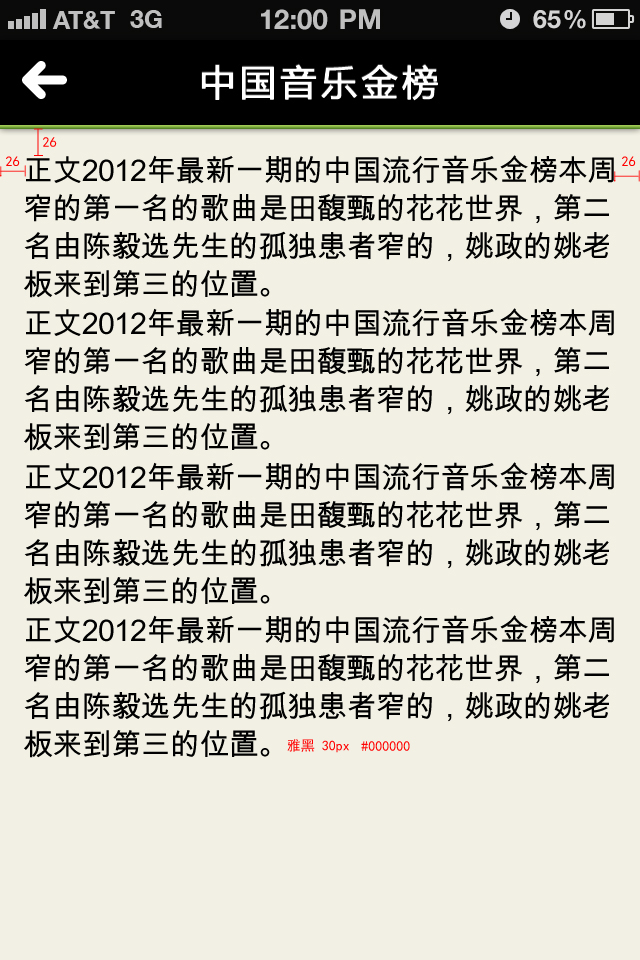 AT&T 3G 12:00 PM 65%
中国音乐金榜
26
26 26
正文2012年最新一期的中国流行音乐金榜本周
窄的第一名的歌曲是田馥甄的花花世界，第二
名由陈毅选先生的孤独患者窄的，姚政的姚老
板来到第三的位置。
正文2012年最新一期的中国流行音乐金榜本周
窄的第一名的歌曲是田馥甄的花花世界，第二
名由陈毅选先生的孤独患者窄的，姚政的姚老
板来到第三的位置。
正文2012年最新一期的中国流行音乐金榜本周
窄的第一名的歌曲是田馥甄的花花世界，第二
名由陈毅选先生的孤独患者窄的，姚政的姚老
板来到第三的位置。
正文2012年最新一期的中国流行音乐金榜本周
窄的第一名的歌曲是田馥甄的花花世界，第二
名由陈毅选先生的孤独患者窄的，姚政的姚老
板来到第三的位置。 雅黑 30px #000000